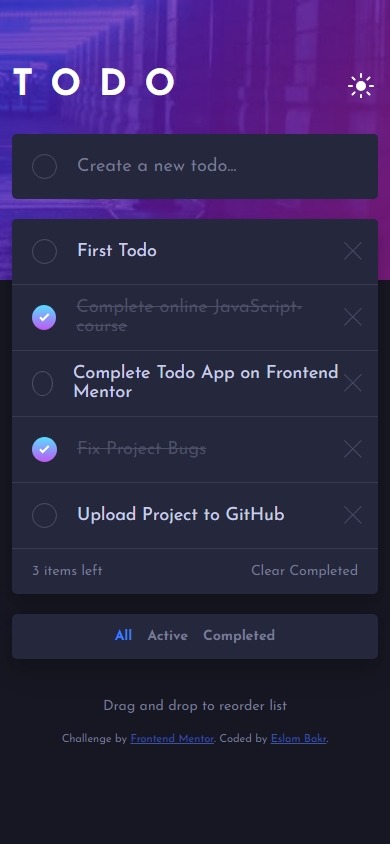 TODO
Create a new todo...
First Todo
Complete online JavaScript-
course
Complete Todo App on Frontend
Mentor
Fix Project Bugs
Upload Project to GitHub
3 items left Clear Completed
All Active Completed
Drag and drop to reorder list
Challenge by Frontend Mentor. Coded by Eslam Bakr.